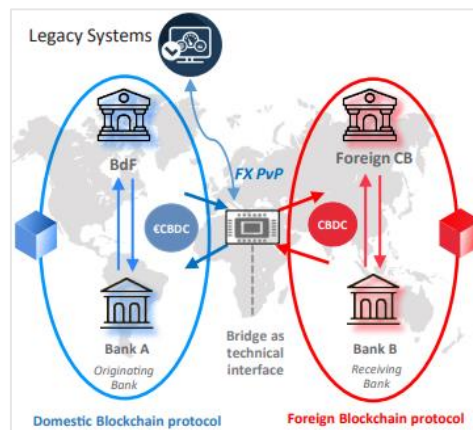 Legacy Systems
BdF
Foreign CB
FX PvP
€CBDC
CBDC
Bank A
Originating
Bank
Bridge as
technical
interface
Bank B
Receiving
Bank
Domestic Blockchain protocol
Foreign Blockchain protocol